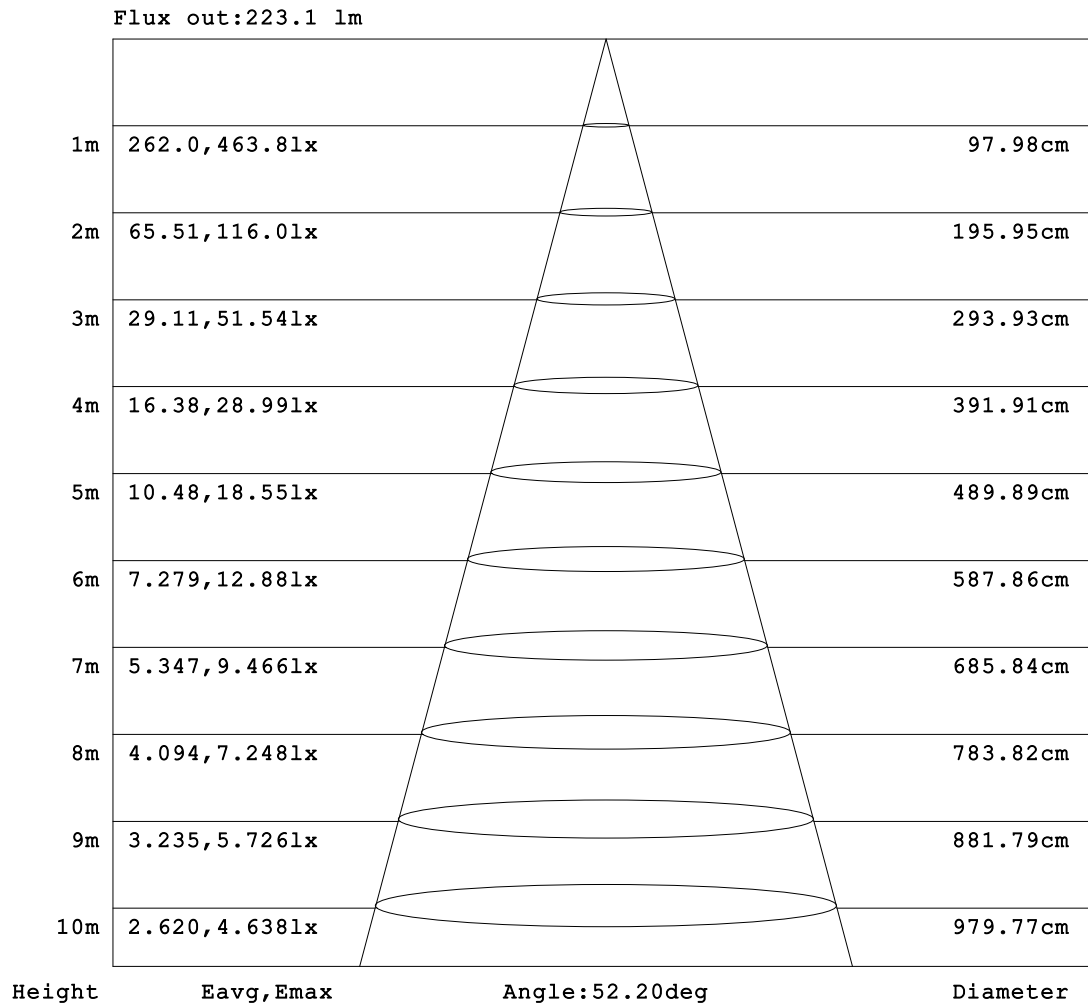 Flux out:223.1 lm
1m 262.0,463.8lx 97.98cm
2m 65.51,116.0lx 195.95cm
3m 29.11,51.54lx 293.93cm
4m 16.38,28.99lx 391.91cm
5m 10.48,18.55lx 489.89cm
6m 7.279,12.88lx 587.86cm
7m 5.347,9.466lx 685.84cm
8m 4.094,7.248lx 783.82cm
9m 3.235,5.726lx 881.79cm
10m 2.620,4.638lx 979.77cm
Height Eavg,Emax Angle:52.20deg Diameter